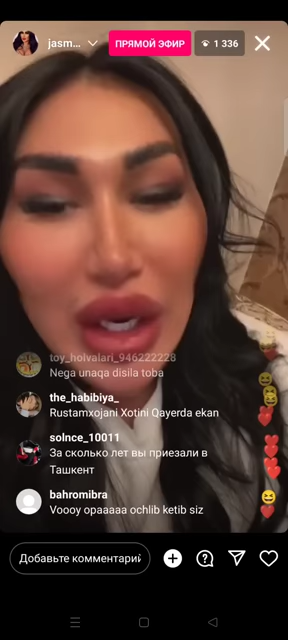 jasm...
ПРЯМОЙ ЭФИР
1 336
toy_holvalari_946222228
Nega unaqa disila toba
the_habibiya_
Rustamxojani Xotini Qayerda ekan
solnce_10011
За сколько лет вы приезали в
Ташкент
bahromibra
Voooy opaaaaa ochlib ketib siz
Добавьте комментарий